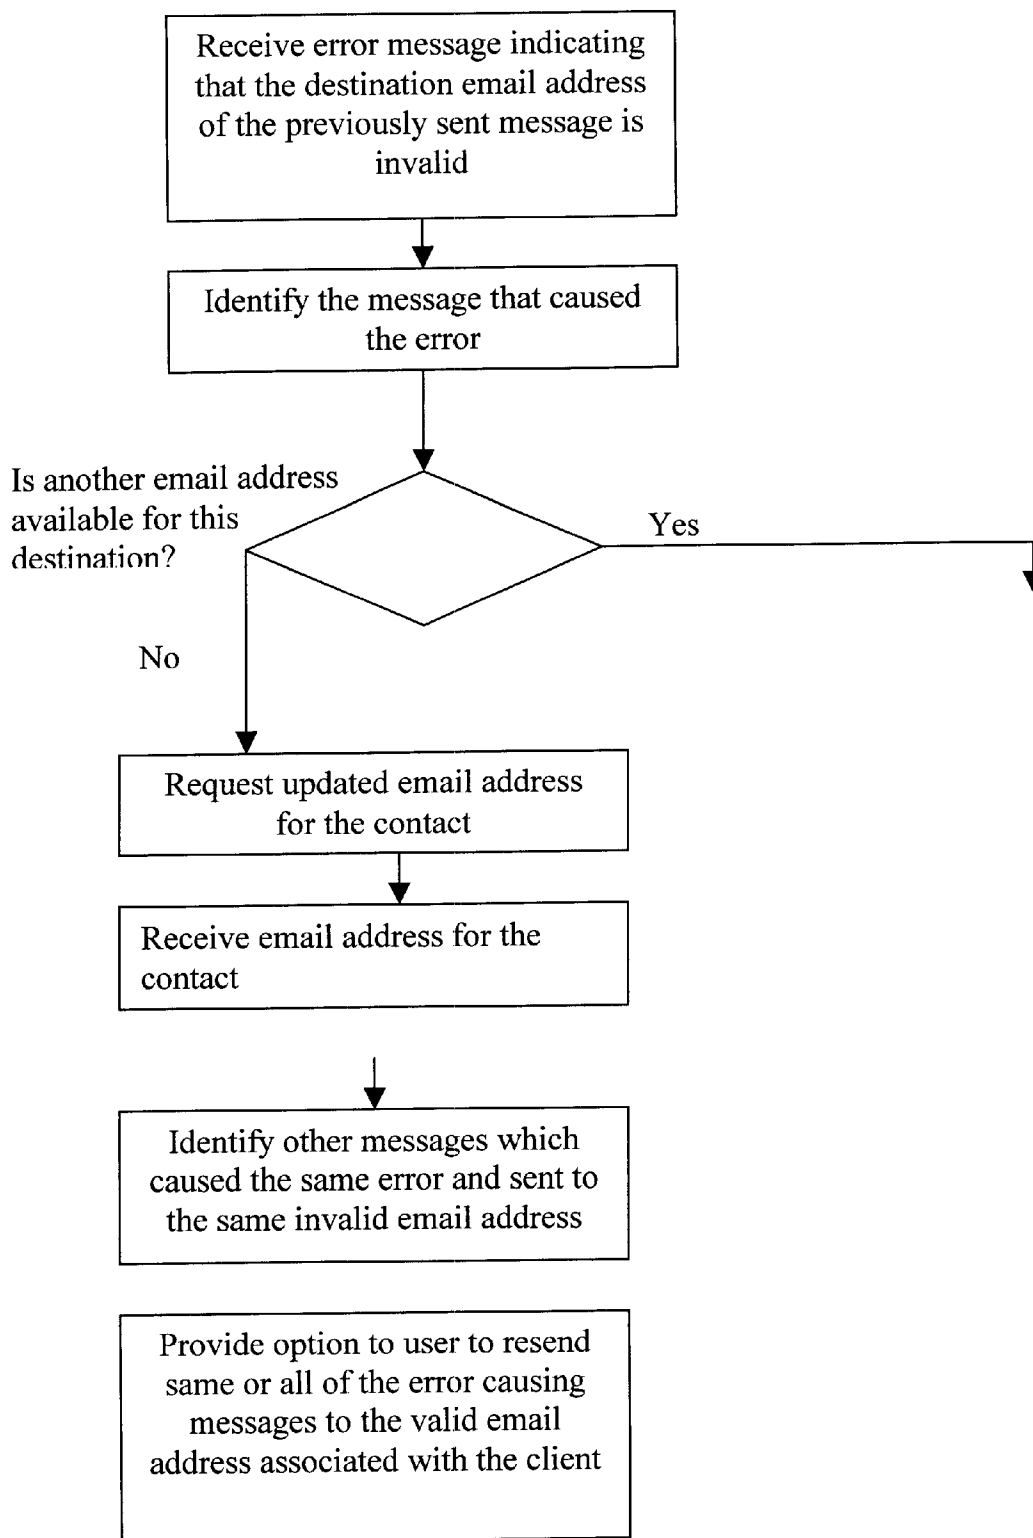 Receive error message indicating
that the destination email address
of the previously sent message is
invalid
Identify the message that caused
the error
Is another email address
available for this
destination?
Yes
No
Request updated email address
for the contact
Receive email address for the
contact
Identify other messages which
caused the same error and sent to
the same invalid email address
Provide option to user to resend
same or all of the error causing
messages to the valid email
address associated with the client